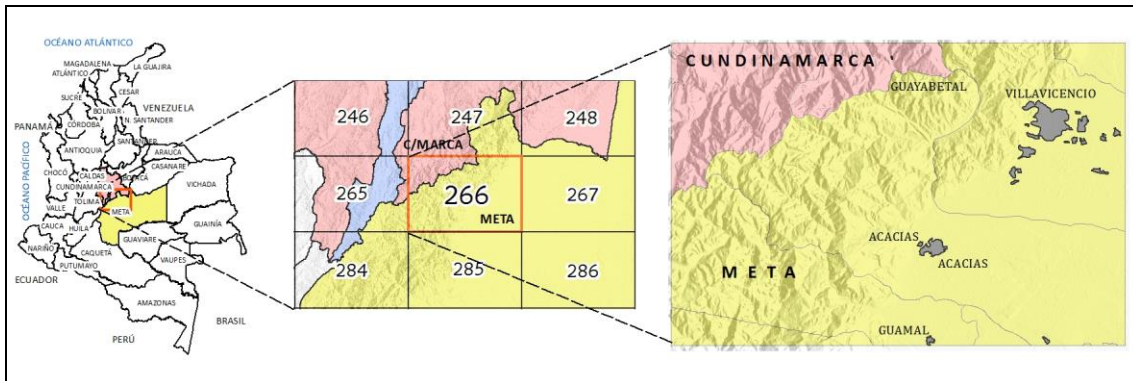 OCÉANO ATLÁNTICO
MAGADALENA
LA GUAJIRA
ATLÁNTICO
CESAR
SUCRE
VENEZUELA
BOLIVAR
N. SANTANDER
CÓRDOBA
PANAMÁ
SANTANDER
ANTIOQUIA
ARAUCA
CASANARE
CHOCÓ
CALDAS
VICHADA
CUNDINAMARCA
OCÉANO PACÍFICO
TOLIMA
VALLE
META
CAUCA
HUILA
GUAINÍA
GUAVIARE
NARIÑO
CAQUETÁ
VAUPES
PUTUMAYO
ECUADOR
AMAZONAS
BRASIL
PERÚ
246
247
248
C/MARCA
265
266
267
META
284
285
286
CUNDINAMARCA
GUAYABETAL
VILLAVICENCIO
ACACIAS
META
ACACIAS
GUAMAL